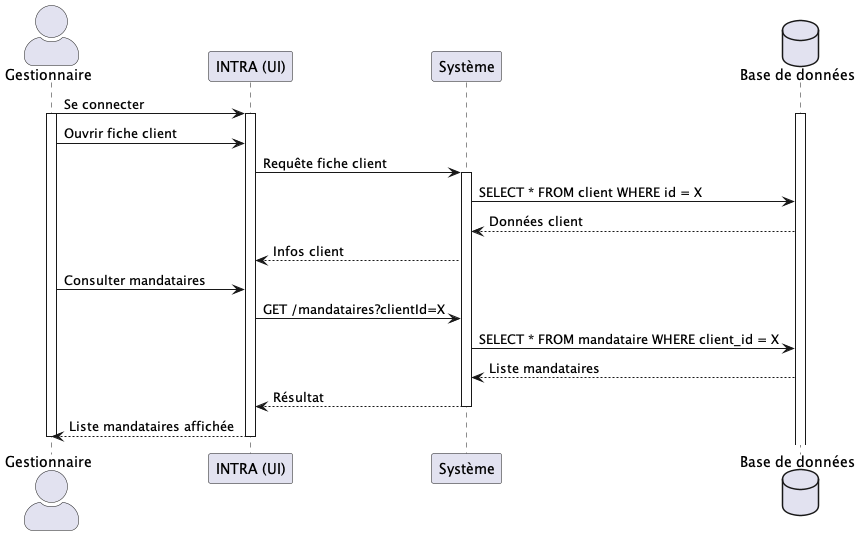 Gestionnaire
INTRA (UI)
Système
Base de données
Se connecter
Ouvrir fiche client
Requête fiche client
SELECT * FROM client WHERE id = X
Données client
Infos client
Consulter mandataires
GET /mandataires?clientId=X
SELECT * FROM mandataire WHERE client_id = X
Liste mandataires
Résultat
Liste mandataires affichée
Gestionnaire
INTRA (UI)
Système
Base de données